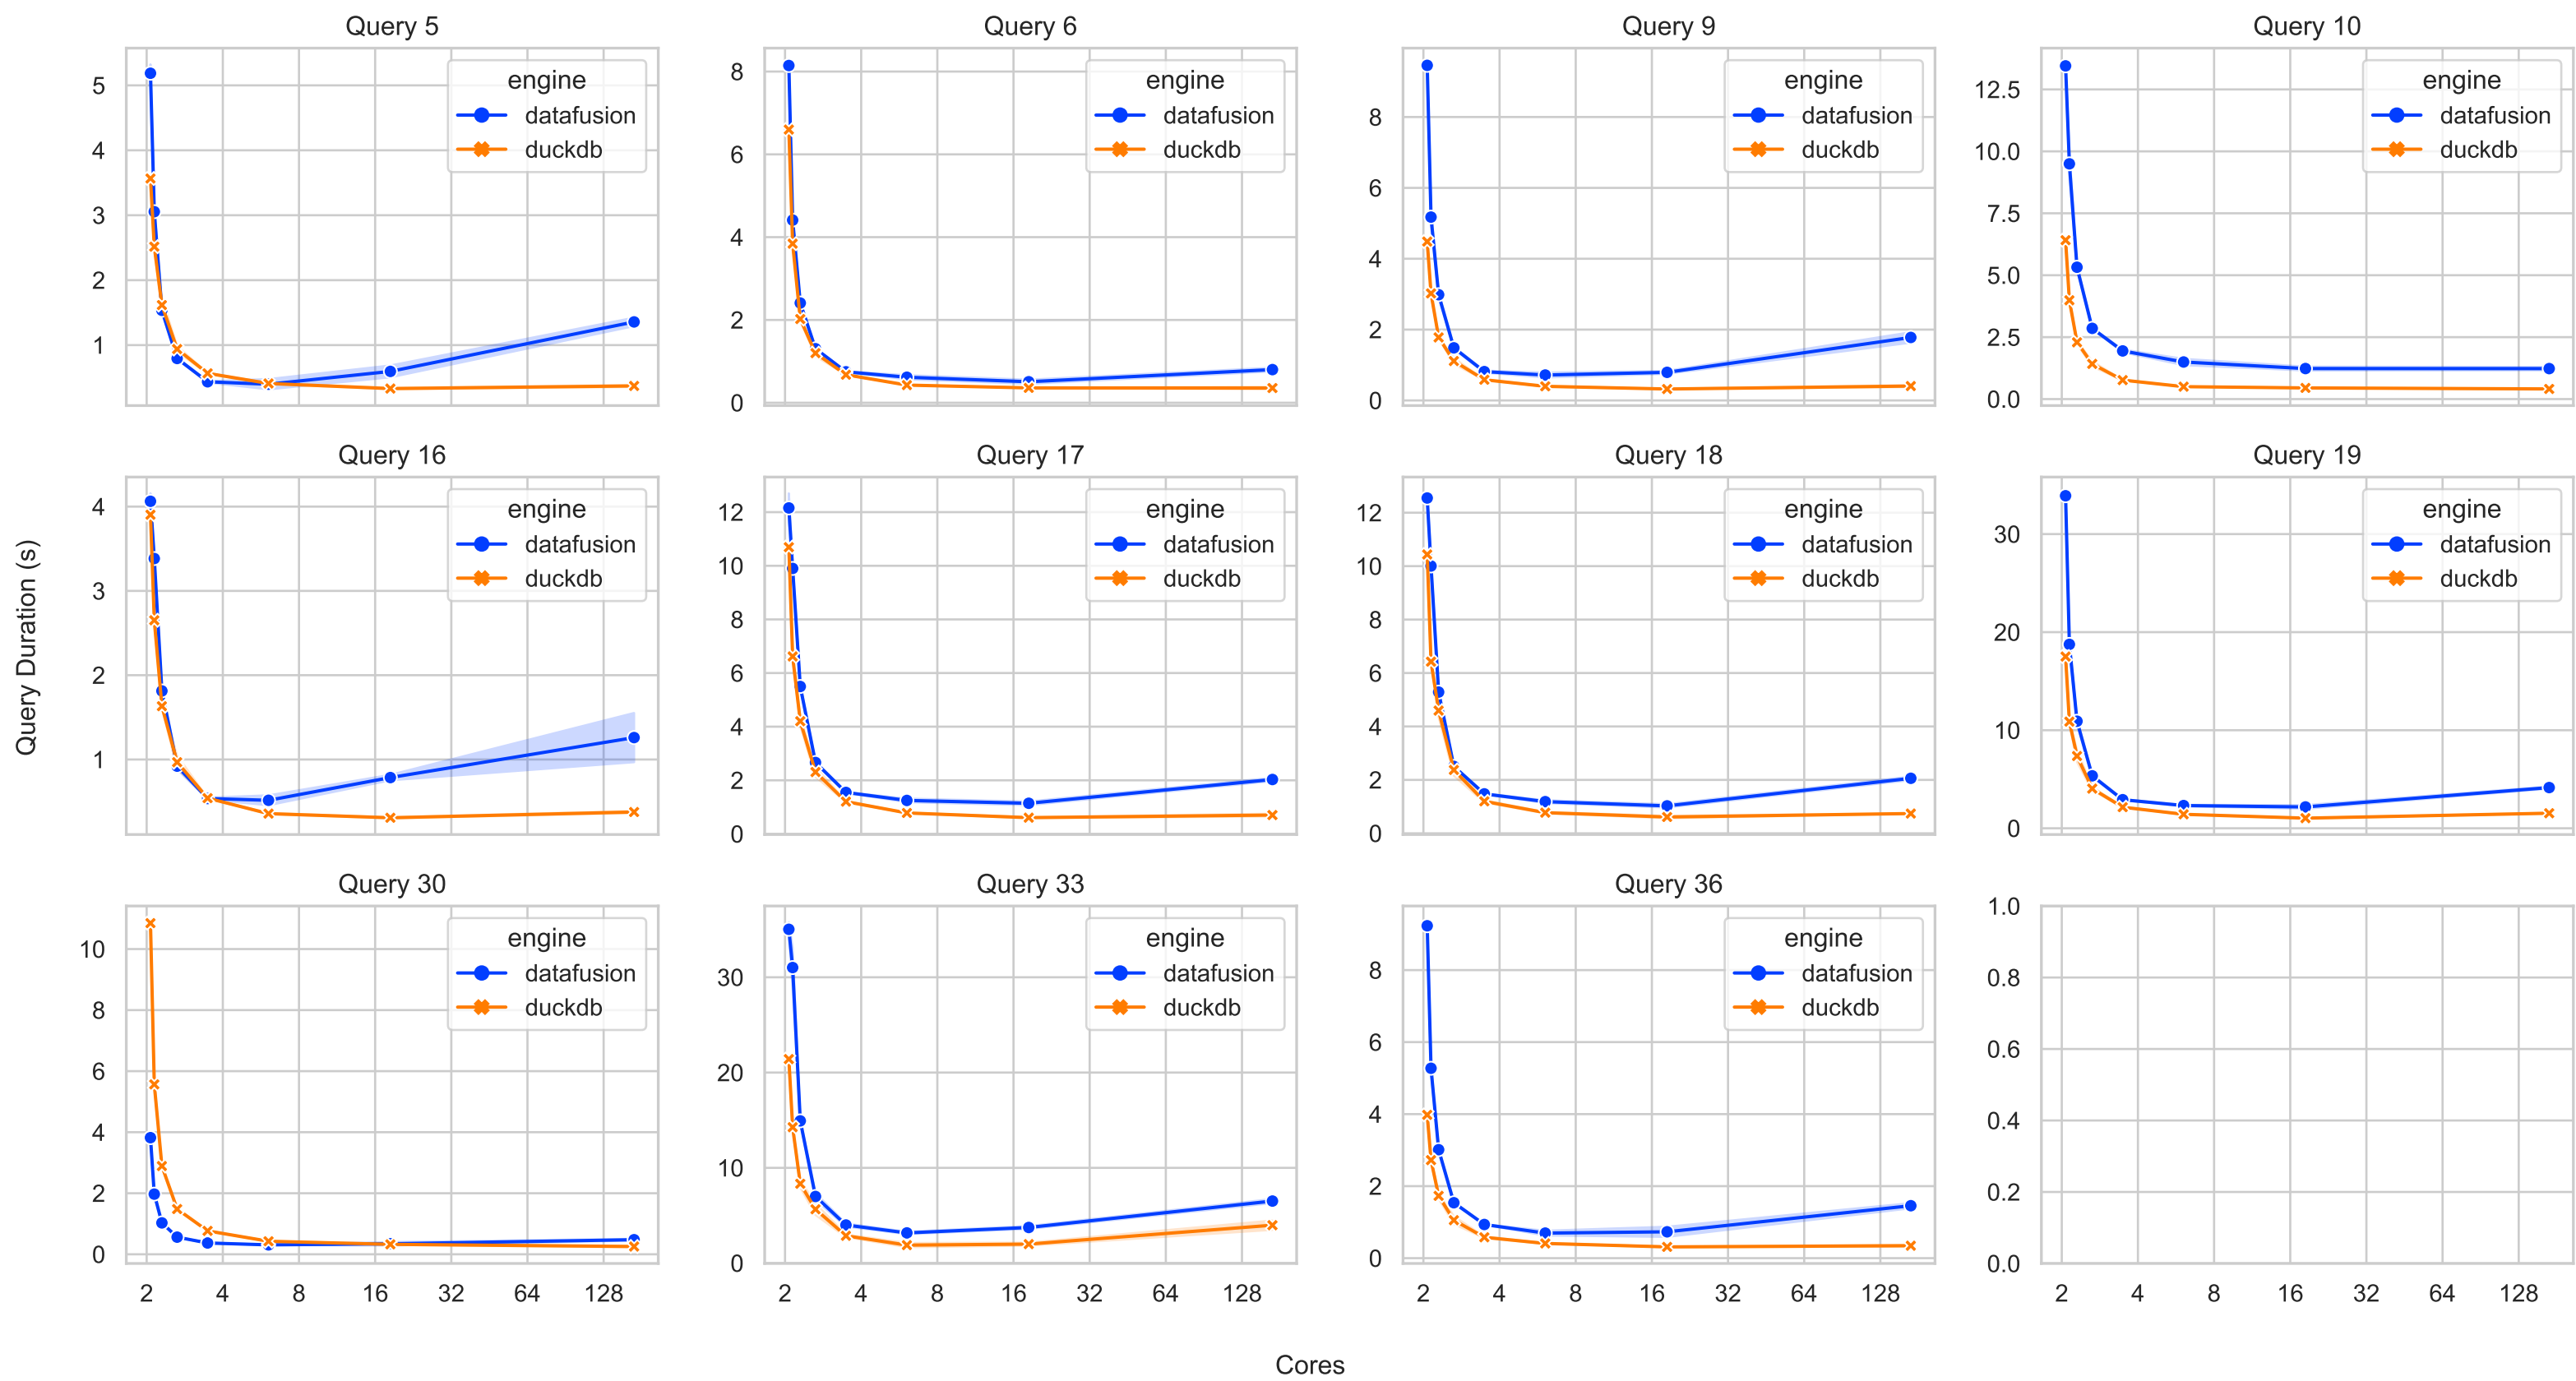 Query 5
Query 6
Query 9
Query 10
5
4
3
2
1
engine
datafusion
duckdb
8
6
4
2
0
engine
datafusion
duckdb
8
6
4
2
0
engine
datafusion
duckdb
12.5
10.0
7.5
5.0
2.5
0.0
engine
datafusion
duckdb
Query Duration (s)
Query 16
Query 17
Query 18
Query 19
4
3
2
1
engine
datafusion
duckdb
12
10
8
6
4
2
0
engine
datafusion
duckdb
12
10
8
6
4
2
0
engine
datafusion
duckdb
30
20
10
0
engine
datafusion
duckdb
Query 30
Query 33
Query 36
10
8
6
4
2
0
engine
datafusion
duckdb
2 4 8 16 32 64 128
30
20
10
0
engine
datafusion
duckdb
2 4 8 16 32 64 128
8
6
4
2
0
engine
datafusion
duckdb
2 4 8 16 32 64 128
1.0
0.8
0.6
0.4
0.2
0.0
2 4 8 16 32 64 128
Cores